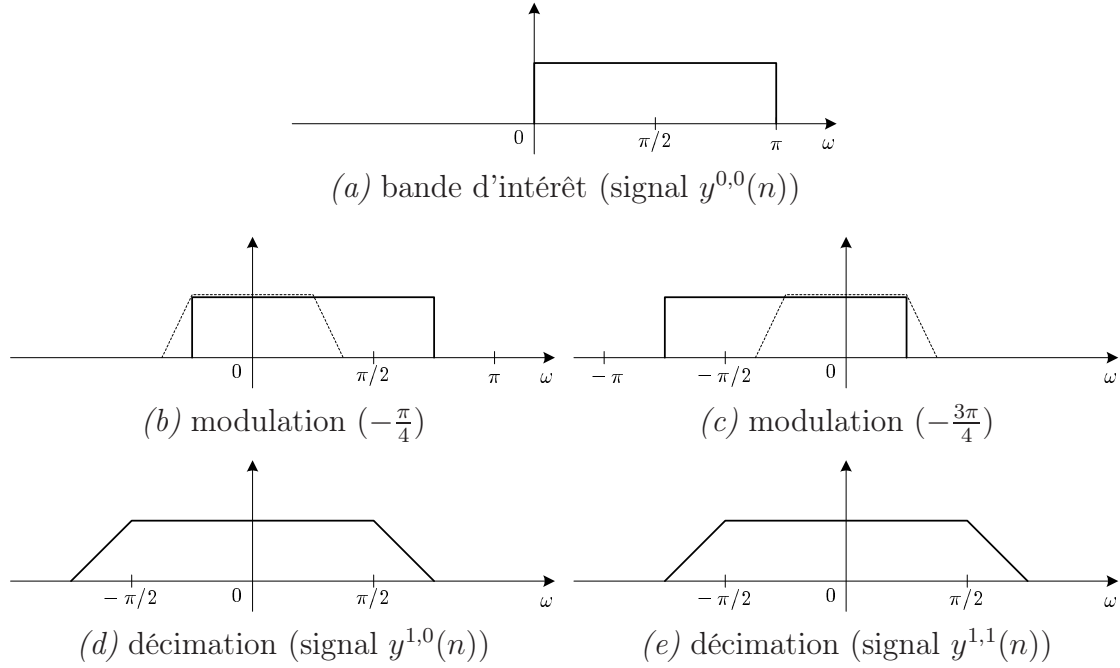 0 π/2 π ω
(a) bande d'intérêt (signal y^{0,0}(n))
0 π/2 π ω
− π − π/2 0 ω
(b) modulation (−π/4)
(c) modulation (−3π/4)
− π/2 0 π/2 ω
− π/2 0 π/2 ω
(d) décimation (signal y^{1,0}(n))
(e) décimation (signal y^{1,1}(n))